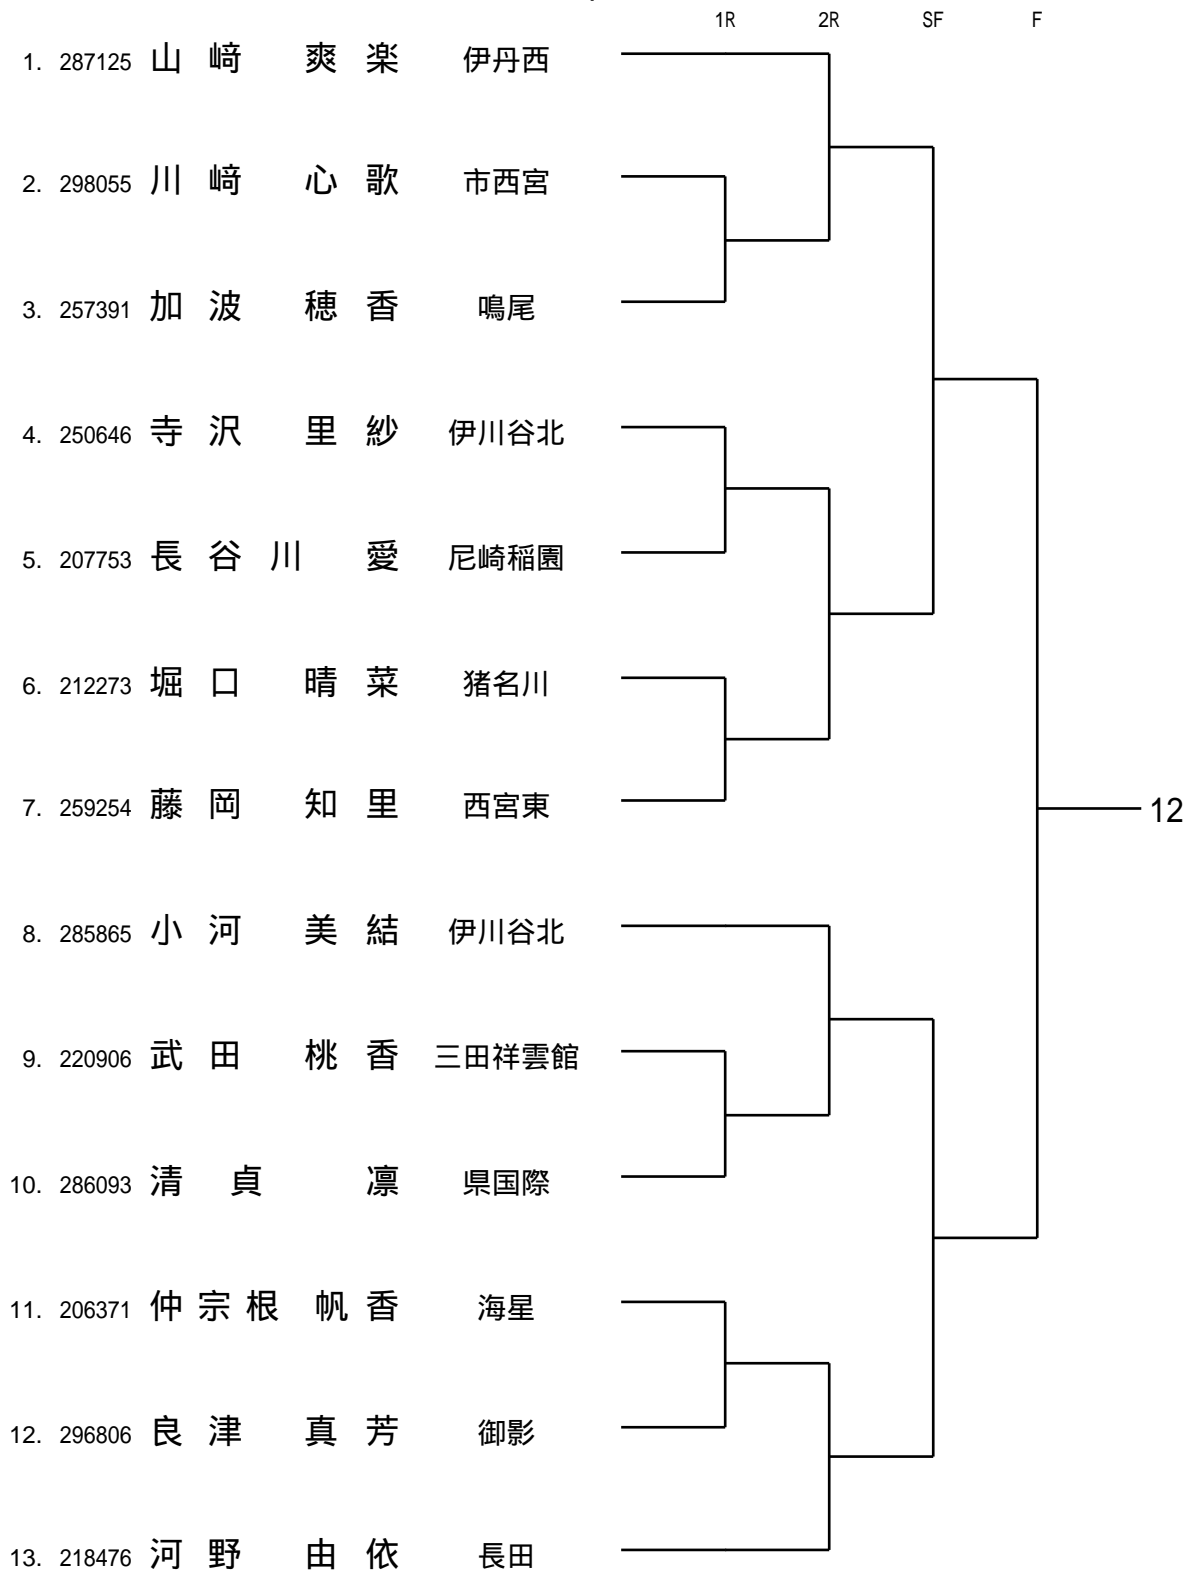 1R 2R SF F
1. 287125 山﨑 爽楽 伊丹西
2. 298055 川﨑 心歌 市西宮
3. 257391 加波 穂香 鳴尾
4. 250646 寺沢 里紗 伊川谷北
5. 207753 長谷川 愛 尼崎稲園
6. 212273 堀口 晴菜 猪名川
7. 259254 藤岡 知里 西宮東
12
8. 285865 小河 美結 伊川谷北
9. 220906 武田 桃香 三田祥雲館
10. 286093 清貞 凛 県国際
11. 206371 仲宗根 帆香 海星
12. 296806 良津 真芳 御影
13. 218476 河野 由依 長田